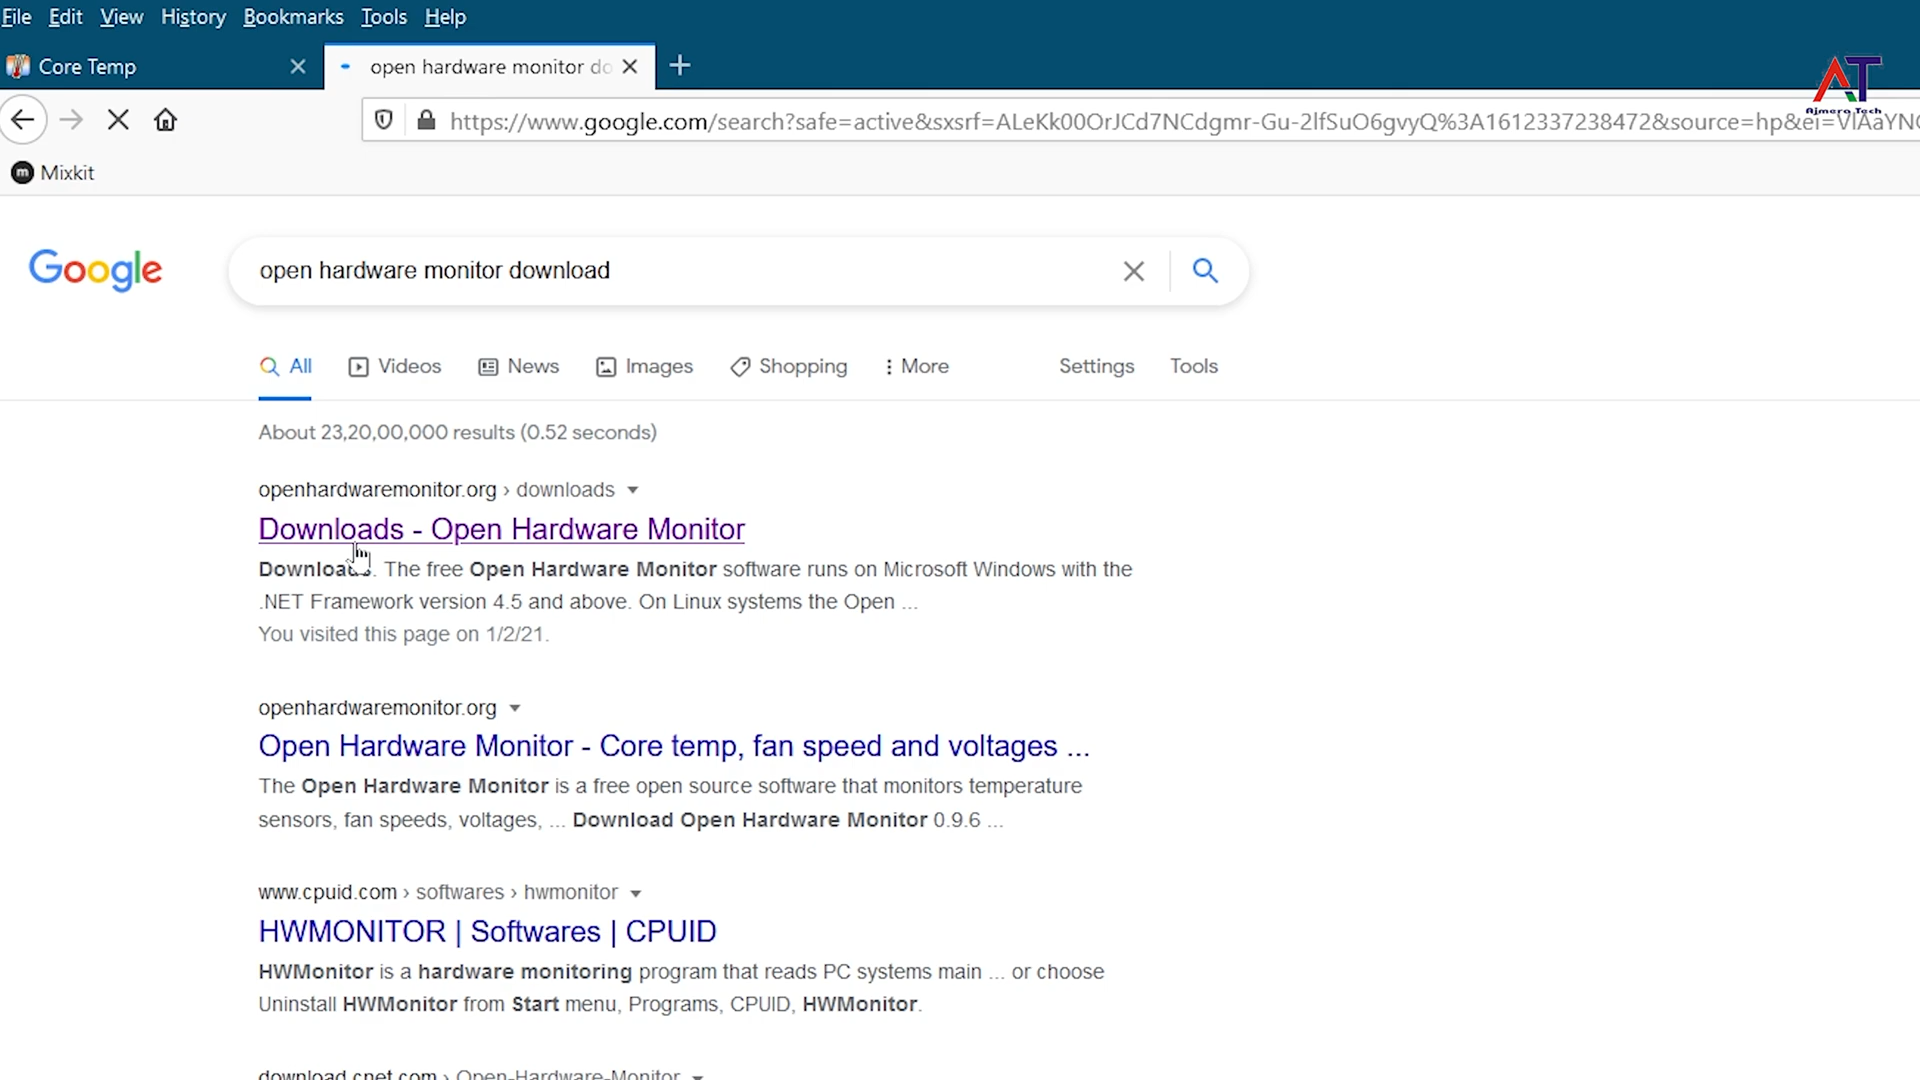 File Edit View History Bookmarks Tools Help
Core Temp
open hardware monitor do
AT
Ajmera Tech
https://www.google.com/search?safe=active&sxsrf=ALeKk00OrJCd7NCdgmr-Gu-2lfSuO6gvyQ%3A1612337238472&source=hp&ei=VlAaYN
m Mixkit
Google
open hardware monitor download
All Videos News Images Shopping More Settings Tools
About 23,20,00,000 results (0.52 seconds)
openhardwaremonitor.org › downloads
Downloads - Open Hardware Monitor
Downloads. The free Open Hardware Monitor software runs on Microsoft Windows with the
.NET Framework version 4.5 and above. On Linux systems the Open ...
You visited this page on 1/2/21.
openhardwaremonitor.org
Open Hardware Monitor - Core temp, fan speed and voltages ...
The Open Hardware Monitor is a free open source software that monitors temperature
sensors, fan speeds, voltages, ... Download Open Hardware Monitor 0.9.6 ...
www.cpuid.com › softwares › hwmonitor
HWMONITOR | Softwares | CPUID
HWMonitor is a hardware monitoring program that reads PC systems main ... or choose
Uninstall HWMonitor from Start menu, Programs, CPUID, HWMonitor.
download.cnet.com › Open-Hardware-Monitor